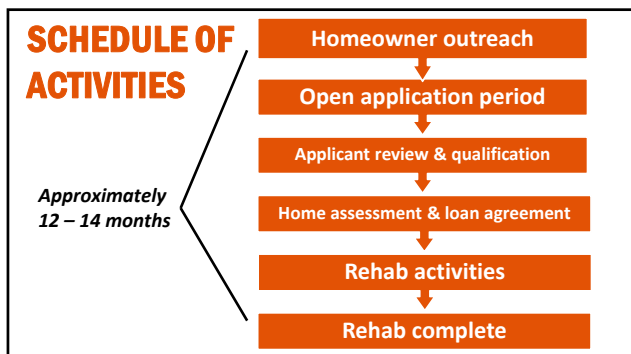 SCHEDULE OF
ACTIVITIES
Approximately
12 – 14 months
Homeowner outreach
Open application period
Applicant review & qualification
Home assessment & loan agreement
Rehab activities
Rehab complete